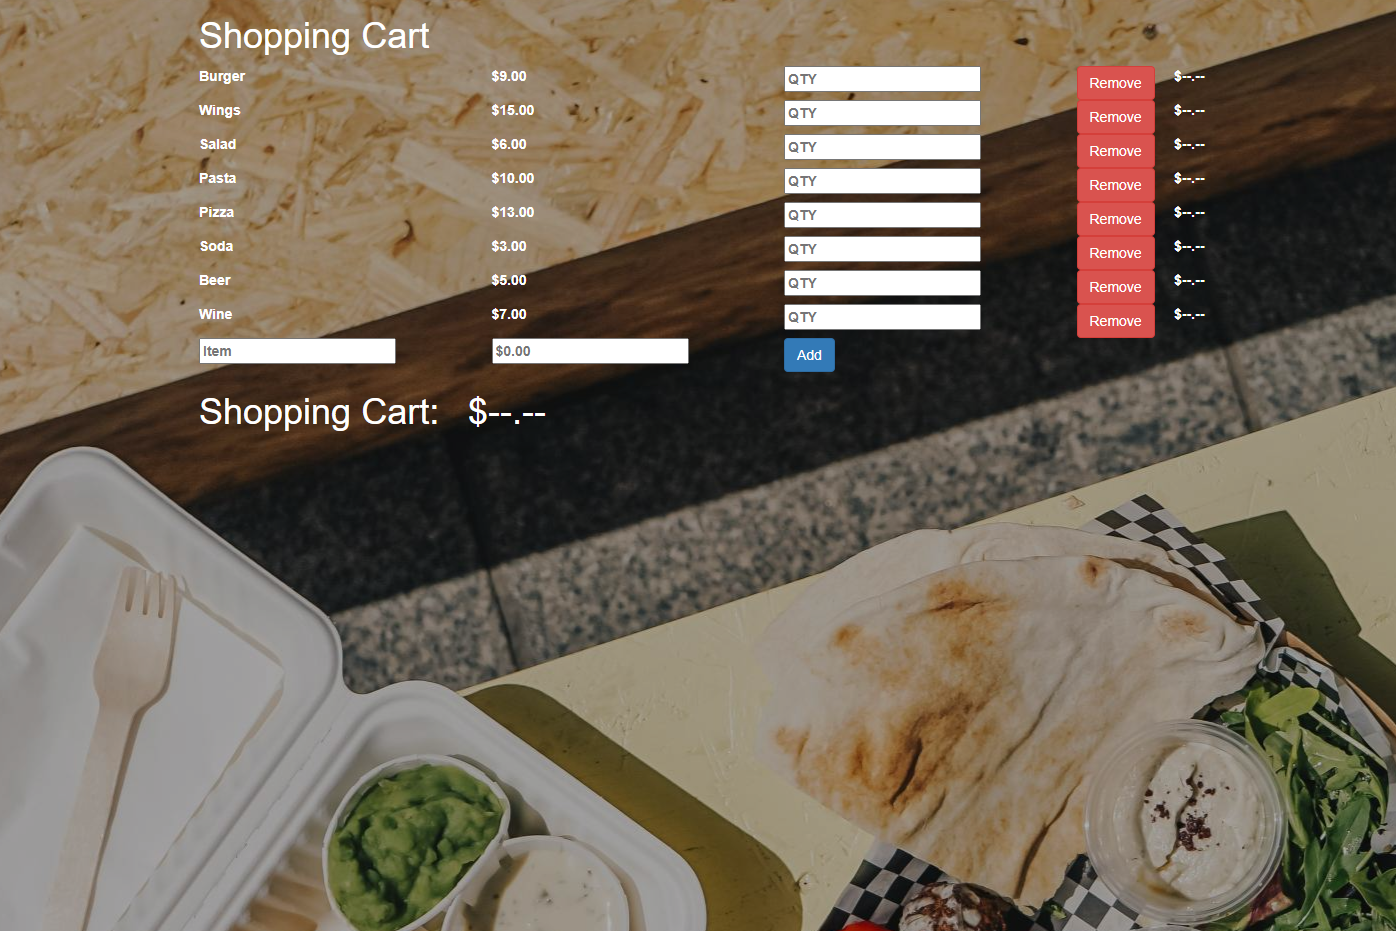 Shopping Cart
Burger $9.00 QTY Remove $--.--
Wings $15.00 QTY Remove $--.--
Salad $6.00 QTY Remove $--.--
Pasta $10.00 QTY Remove $--.--
Pizza $13.00 QTY Remove $--.--
Soda $3.00 QTY Remove $--.--
Beer $5.00 QTY Remove $--.--
Wine $7.00 QTY Remove $--.--
Item $0.00 Add
Shopping Cart: $--.--